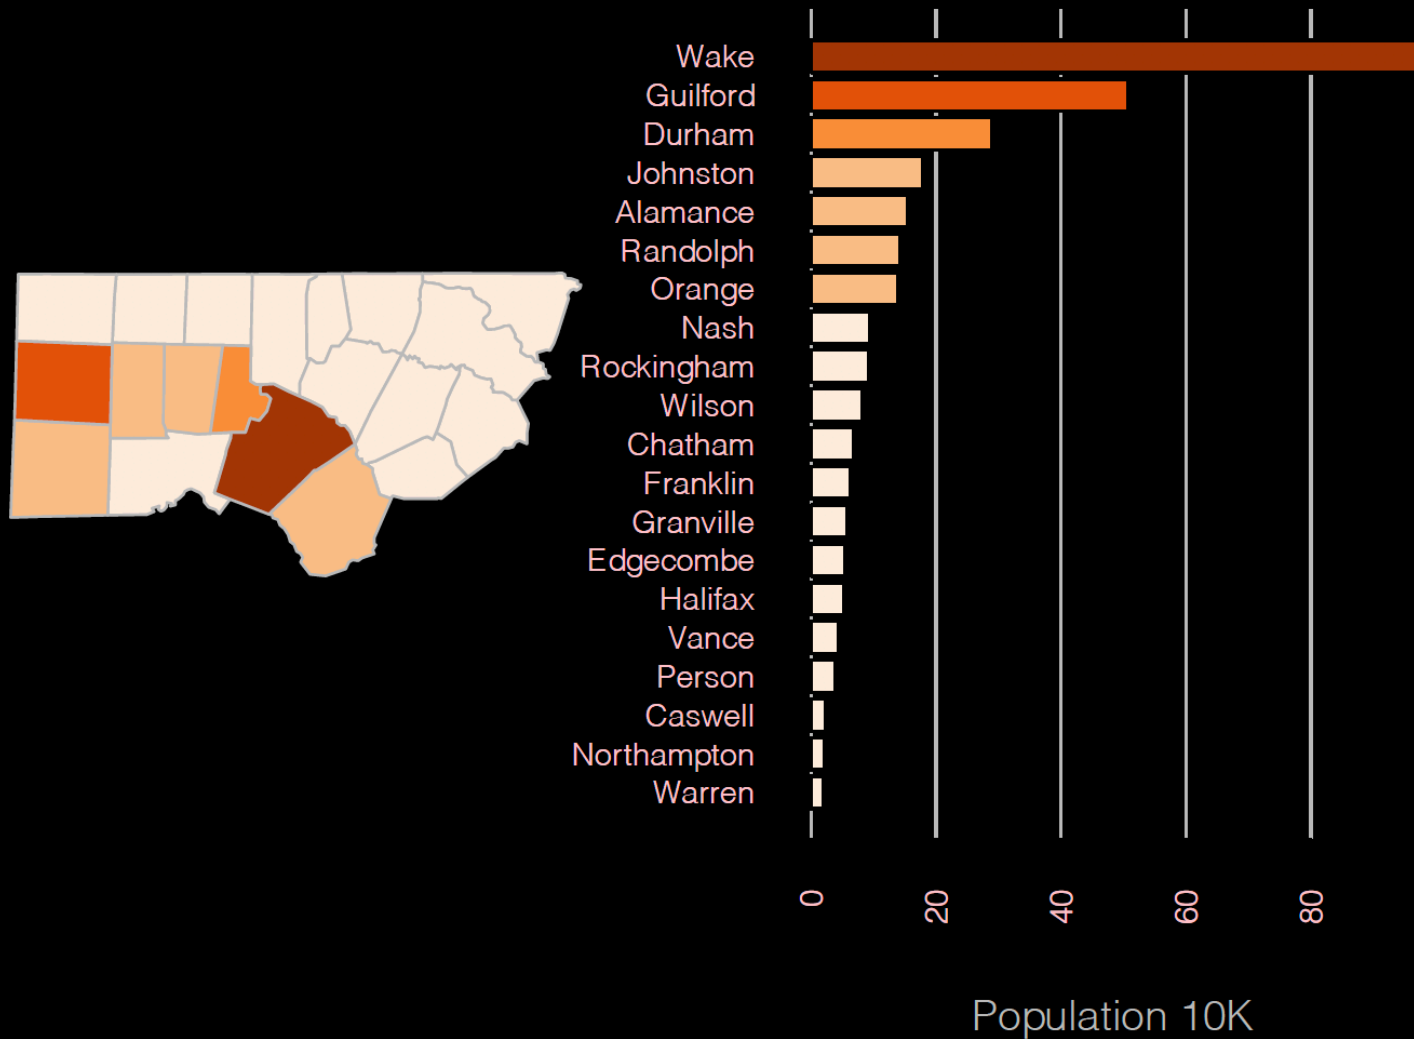 Wake
Guilford
Durham
Johnston
Alamance
Randolph
Orange
Nash
Rockingham
Wilson
Chatham
Franklin
Granville
Edgecombe
Halifax
Vance
Person
Caswell
Northampton
Warren
0
20
40
60
80
Population 10K